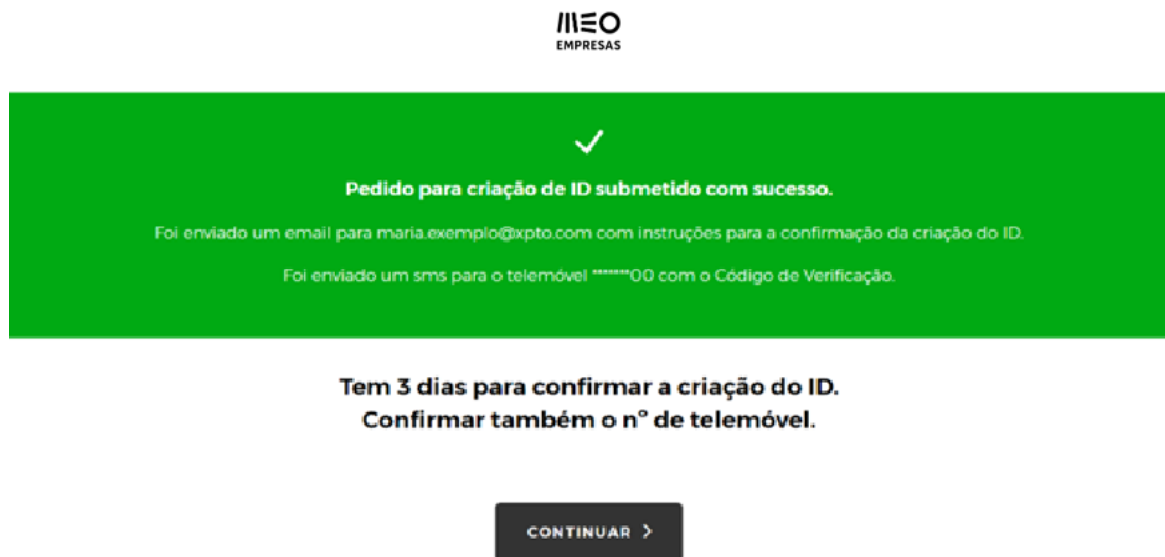 MEO
EMPRESAS
Pedido para criação de ID submetido com sucesso.
Foi enviado um email para maria.exemplo@xpto.com com instruções para a confirmação da criação do ID.
Foi enviado um sms para o telemóvel *******00 com o Código de Verificação.
Tem 3 dias para confirmar a criação do ID.
Confirmar também o nº de telemóvel.
CONTINUAR >